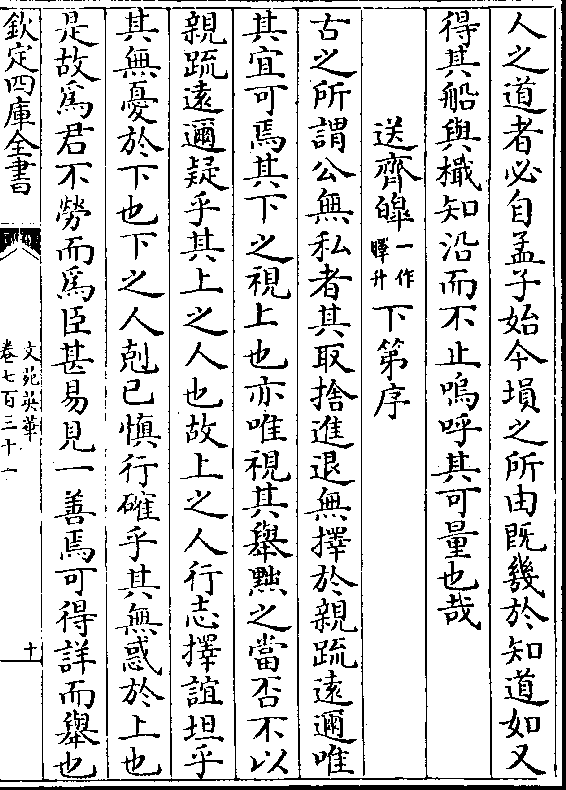 人之道者必自孟子始今塤之所由既幾於知道如又
得其船與檝知沿而不止嗚呼其可量也哉
送齊皥一作暉升下第序
古之所謂公無私者其取捨進退無擇於親踈遠邇唯
其宜可焉其下之視上也亦唯視其舉黜之當否不以
親踈遠邇疑乎其上之人也故上之人行志擇誼坦乎
其無憂於下也下之人剋已慎行確乎其無惑於上也
是故為君不勞而為臣甚易見一善焉可得詳而舉也
欽定四庫全書
文苑英華
卷七百三十一
十